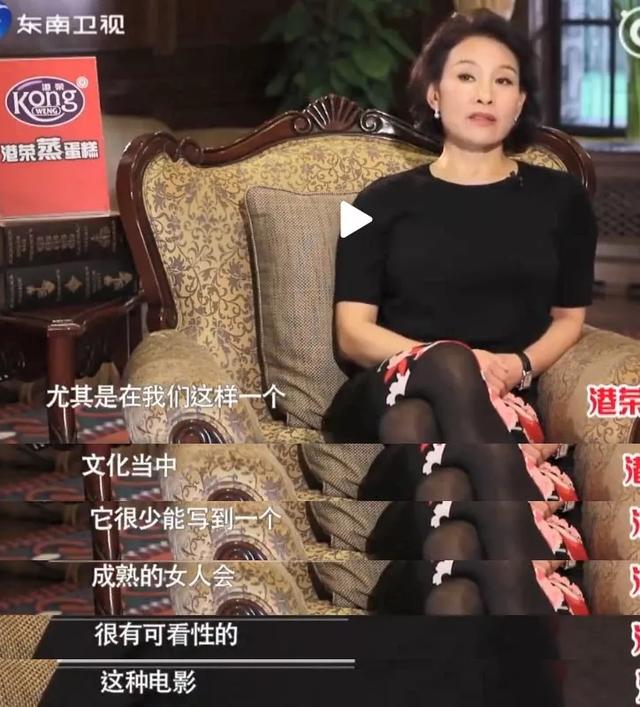 东南卫视
港荣
Kong
WENG
港荣蒸蛋糕
尤其是在我们这样一个
港荣
文化当中
它很少能写到一个
成熟的女人会
很有可看性的
这种电影